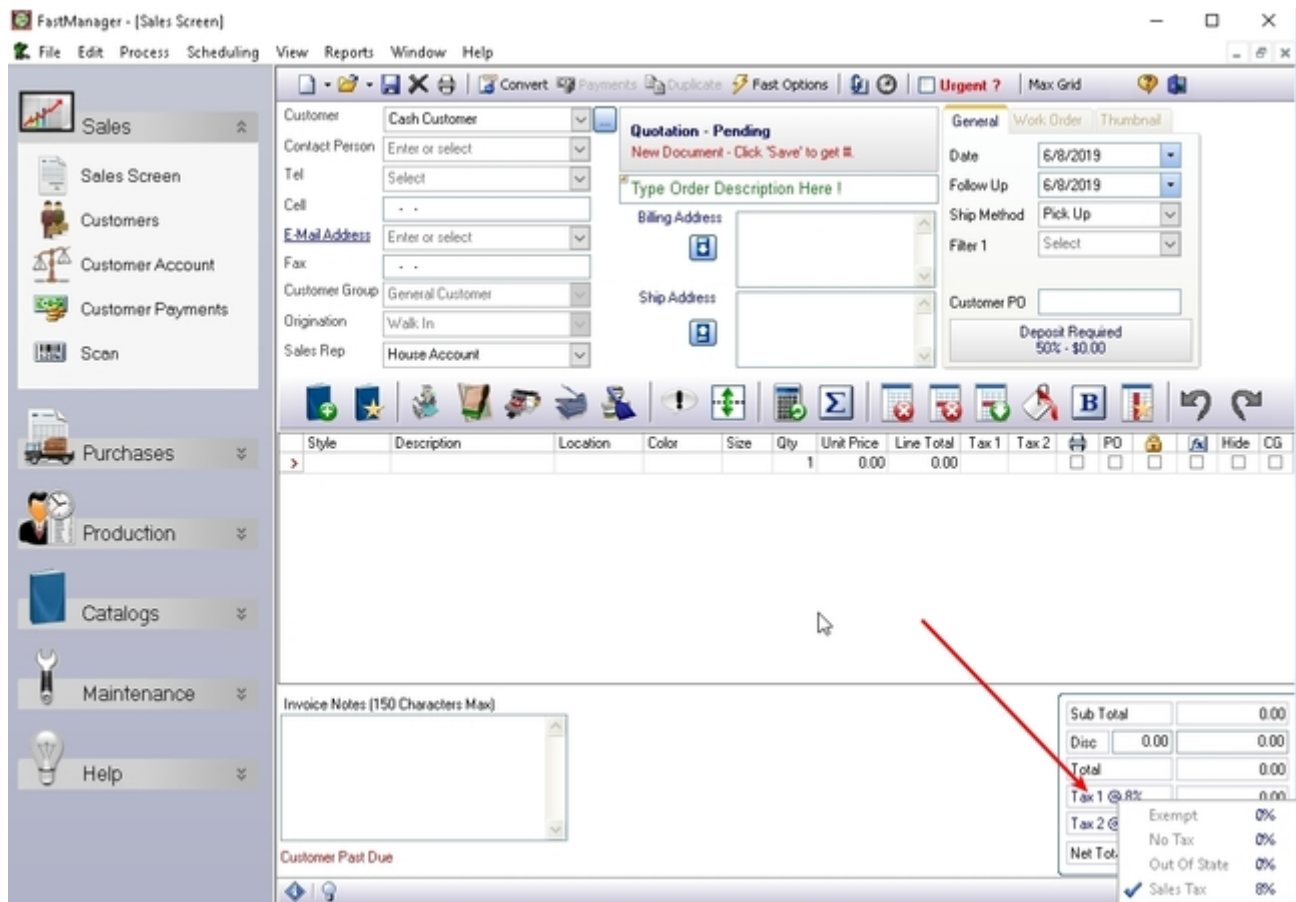 FastManager - [Sales Screen]
File Edit Process Scheduling View Reports Window Help
Convert Payments Duplicate Fast Options Urgent ? Max Grid
Sales
Sales Screen
Customers
Customer Account
Customer Payments
Scan
Purchases
Production
Catalogs
Maintenance
Help
Customer Cash Customer ...
Contact Person Enter or select
Tel Select
Cell . .
E-Mail Address Enter or select
Fax . .
Customer Group General Customer
Origination Walk In
Sales Rep House Account
Quotation - Pending
New Document - Click 'Save' to get #.
Type Order Description Here !
Billing Address
Ship Address
General Work Order Thumbnail
Date 6/8/2019
Follow Up 6/8/2019
Ship Method Pick Up
Filter 1 Select
Customer PO
Deposit Required
50% - $0.00
Σ B
Style Description Location Color Size Qty Unit Price Line Total Tax 1 Tax 2 PO fx Hide CG
1 0.00 0.00
Invoice Notes (150 Characters Max)
Customer Past Due
Sub Total 0.00
Disc 0.00 0.00
Total 0.00
Tax 1 @ 8% 0.00
Tax 2 @
Net Tot
Exempt 0%
No Tax 0%
Out Of State 0%
Sales Tax 8%